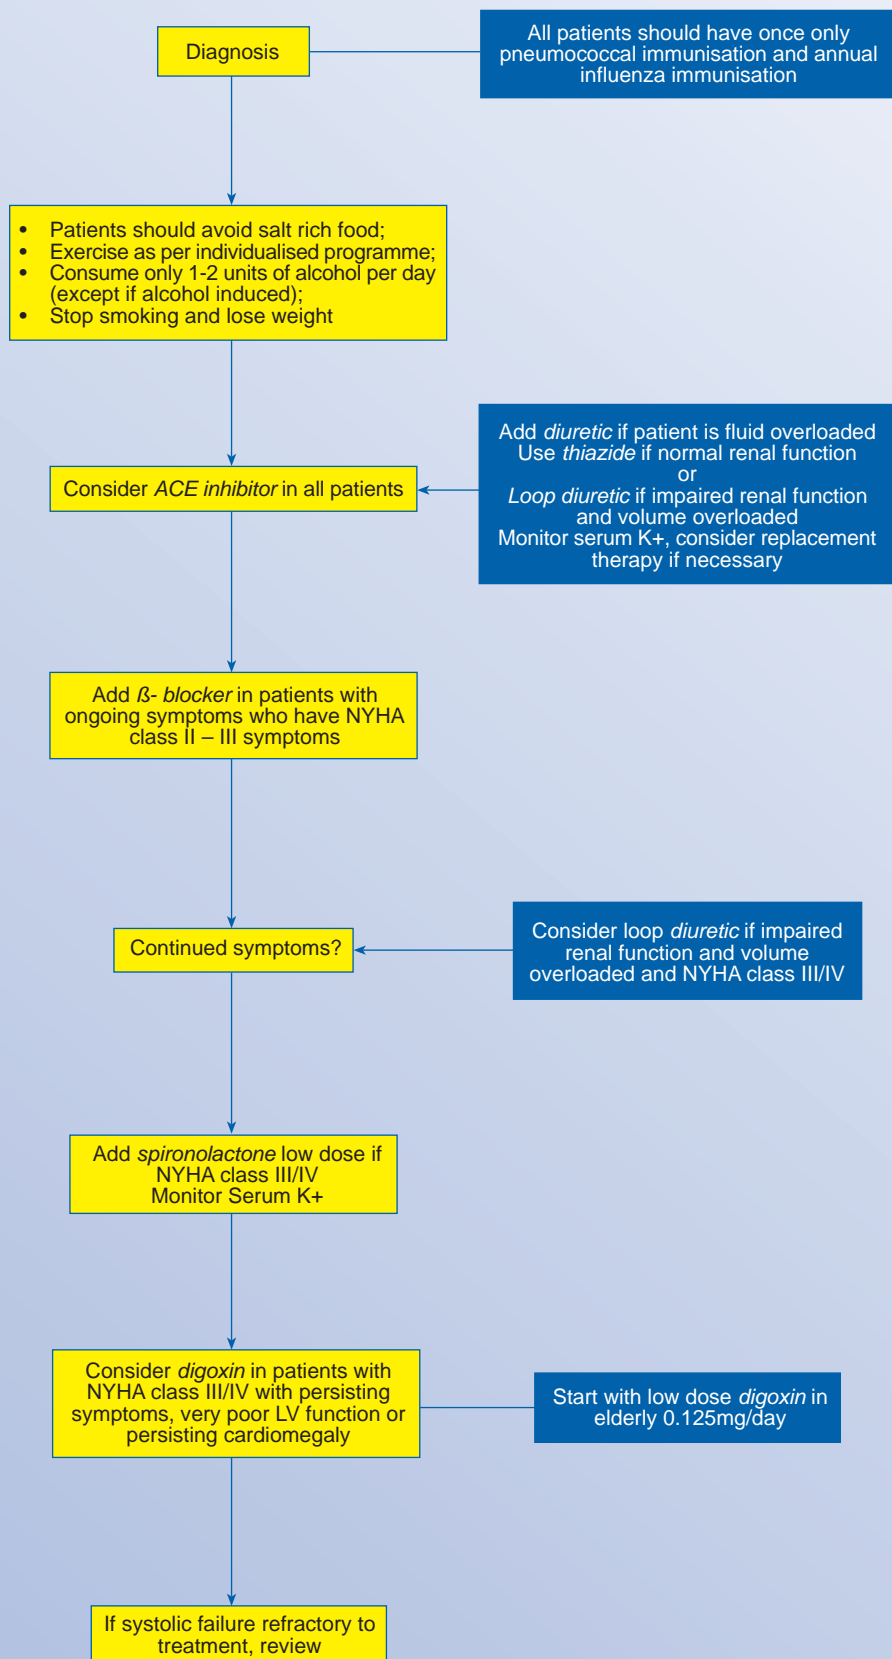 Diagnosis
All patients should have once only
pneumococcal immunisation and annual
influenza immunisation
• Patients should avoid salt rich food;
• Exercise as per individualised programme;
• Consume only 1-2 units of alcohol per day
(except if alcohol induced);
• Stop smoking and lose weight
Consider ACE inhibitor in all patients
Add diuretic if patient is fluid overloaded
Use thiazide if normal renal function
or
Loop diuretic if impaired renal function
and volume overloaded
Monitor serum K+, consider replacement
therapy if necessary
Add ß- blocker in patients with
ongoing symptoms who have NYHA
class II – III symptoms
Continued symptoms?
Consider loop diuretic if impaired
renal function and volume
overloaded and NYHA class III/IV
Add spironolactone low dose if
NYHA class III/IV
Monitor Serum K+
Consider digoxin in patients with
NYHA class III/IV with persisting
symptoms, very poor LV function or
persisting cardiomegaly
Start with low dose digoxin in
elderly 0.125mg/day
If systolic failure refractory to
treatment, review